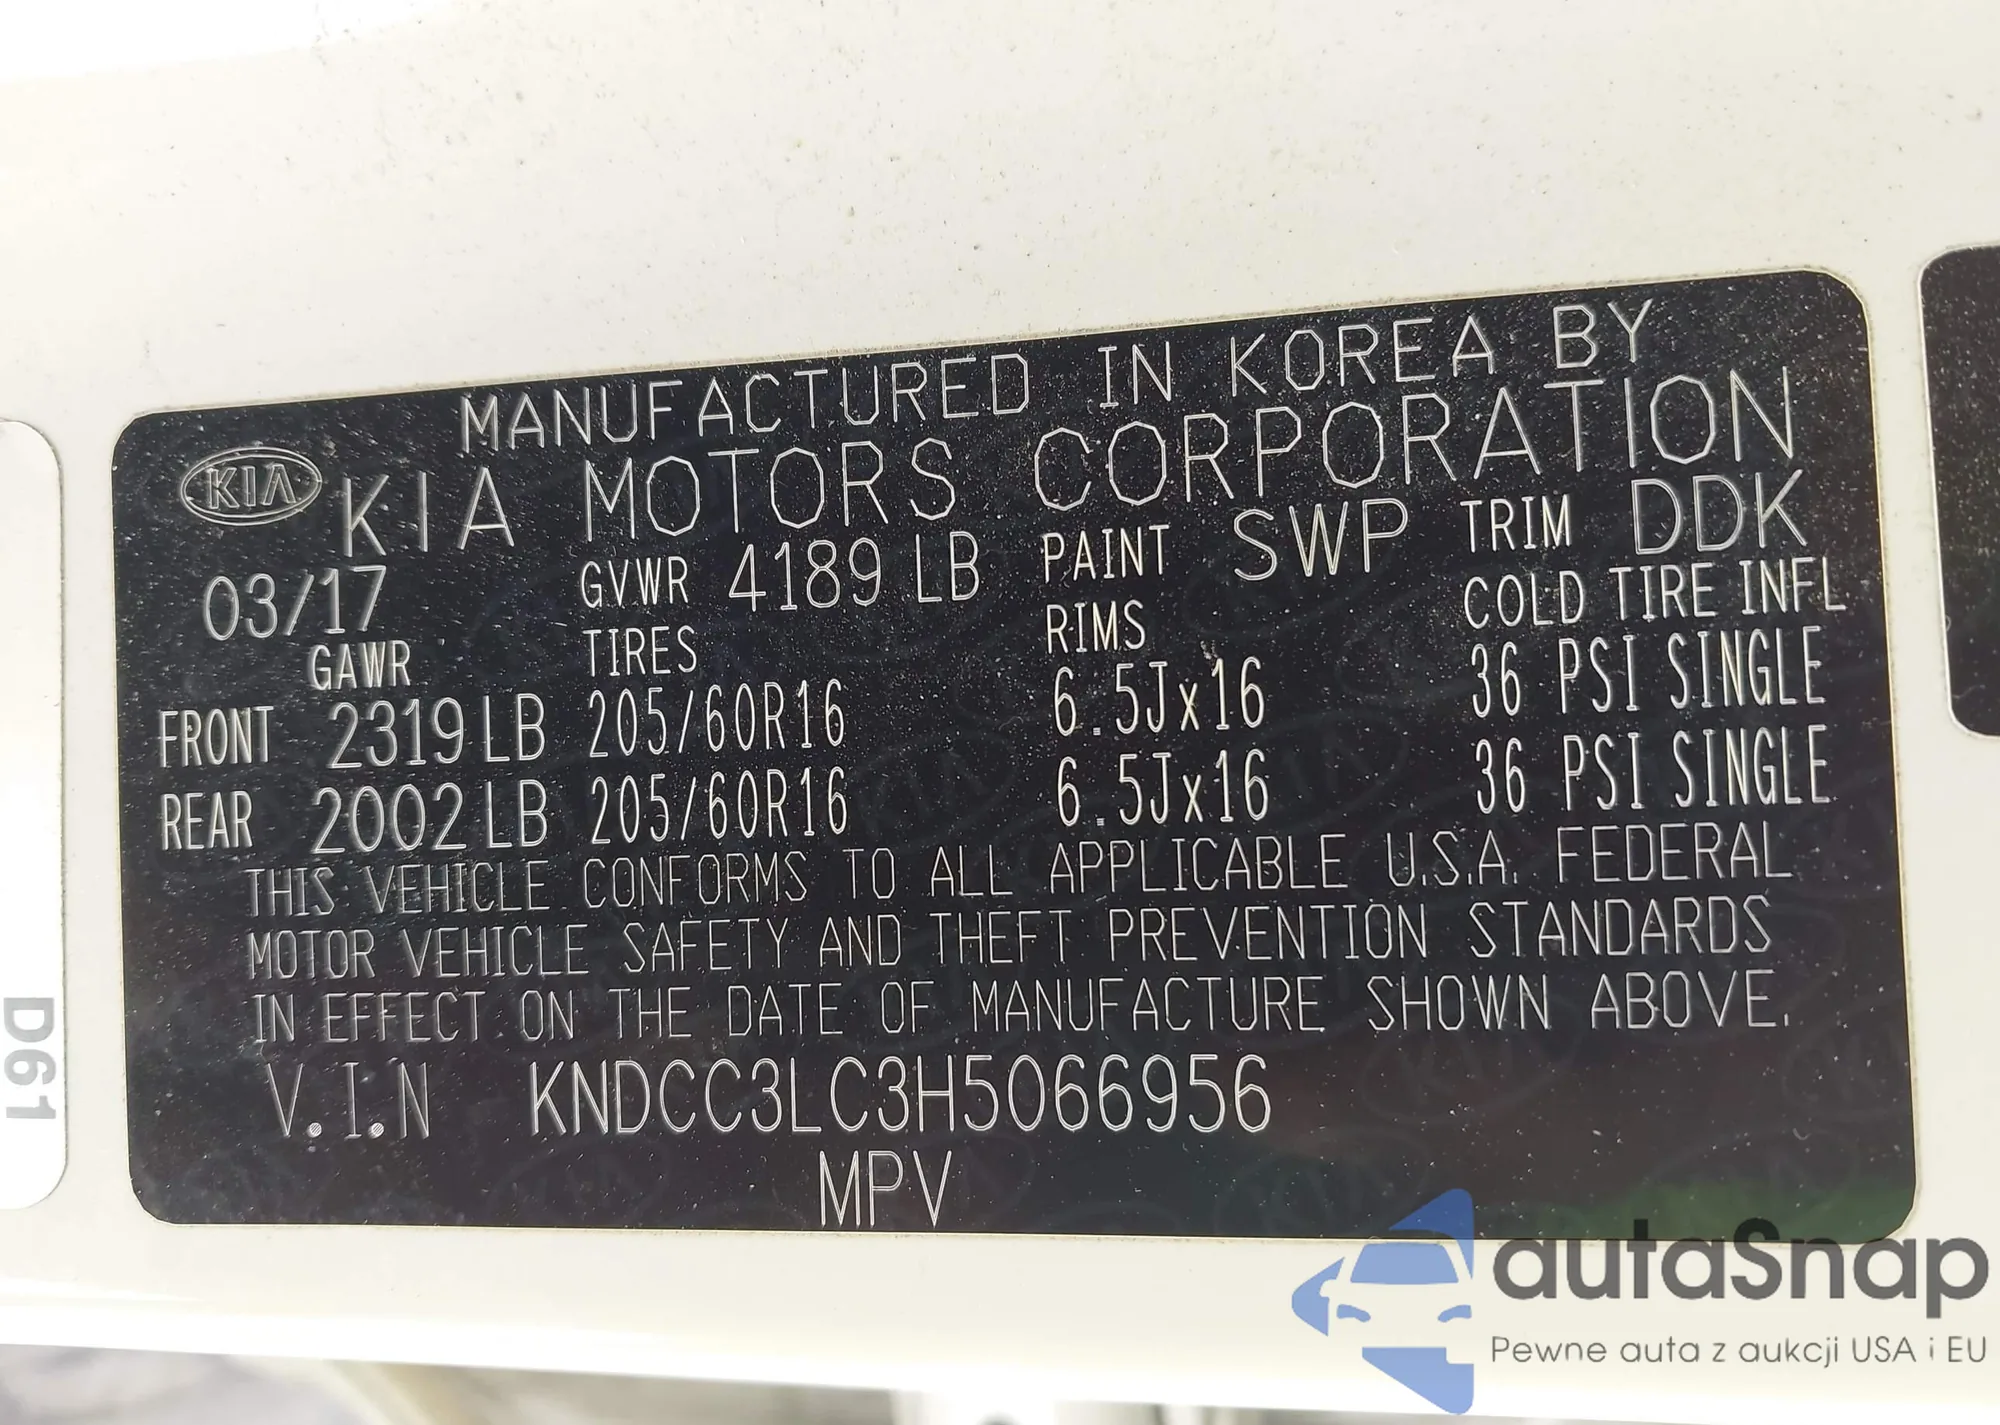 MANUFACTURED IN KOREA BY
KIA KIA MOTORS CORPORATION
03/17 GVWR 4189 LB PAINT SWP TRIM DDK
GAWR TIRES RIMS COLD TIRE INFL
FRONT 2319 LB 205/60R16 6.5Jx16 36 PSI SINGLE
REAR 2002 LB 205/60R16 6.5Jx16 36 PSI SINGLE
THIS VEHICLE CONFORMS TO ALL APPLICABLE U.S.A. FEDERAL
MOTOR VEHICLE SAFETY AND THEFT PREVENTION STANDARDS
IN EFFECT ON THE DATE OF MANUFACTURE SHOWN ABOVE.
V.I.N KNDCC3LC3H5066956
MPV
D61
autaSnap
Pewne auta z aukcji USA i EU